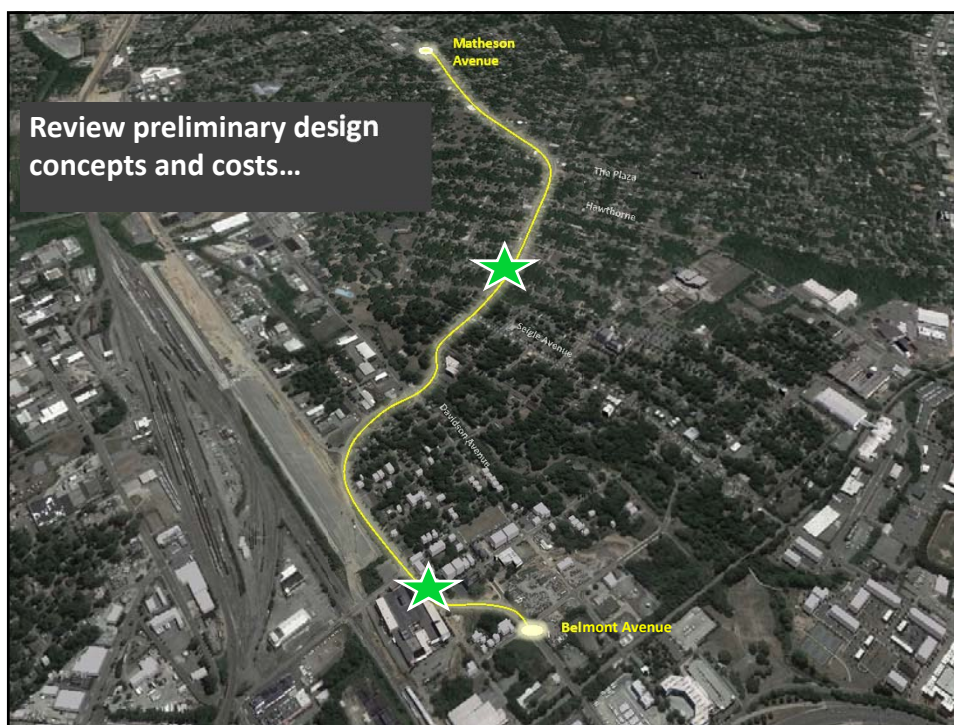 Matheson
Avenue
Review preliminary design
concepts and costs...
The Plaza
Hawthorne
Seigle Avenue
Davidson Avenue
Belmont Avenue